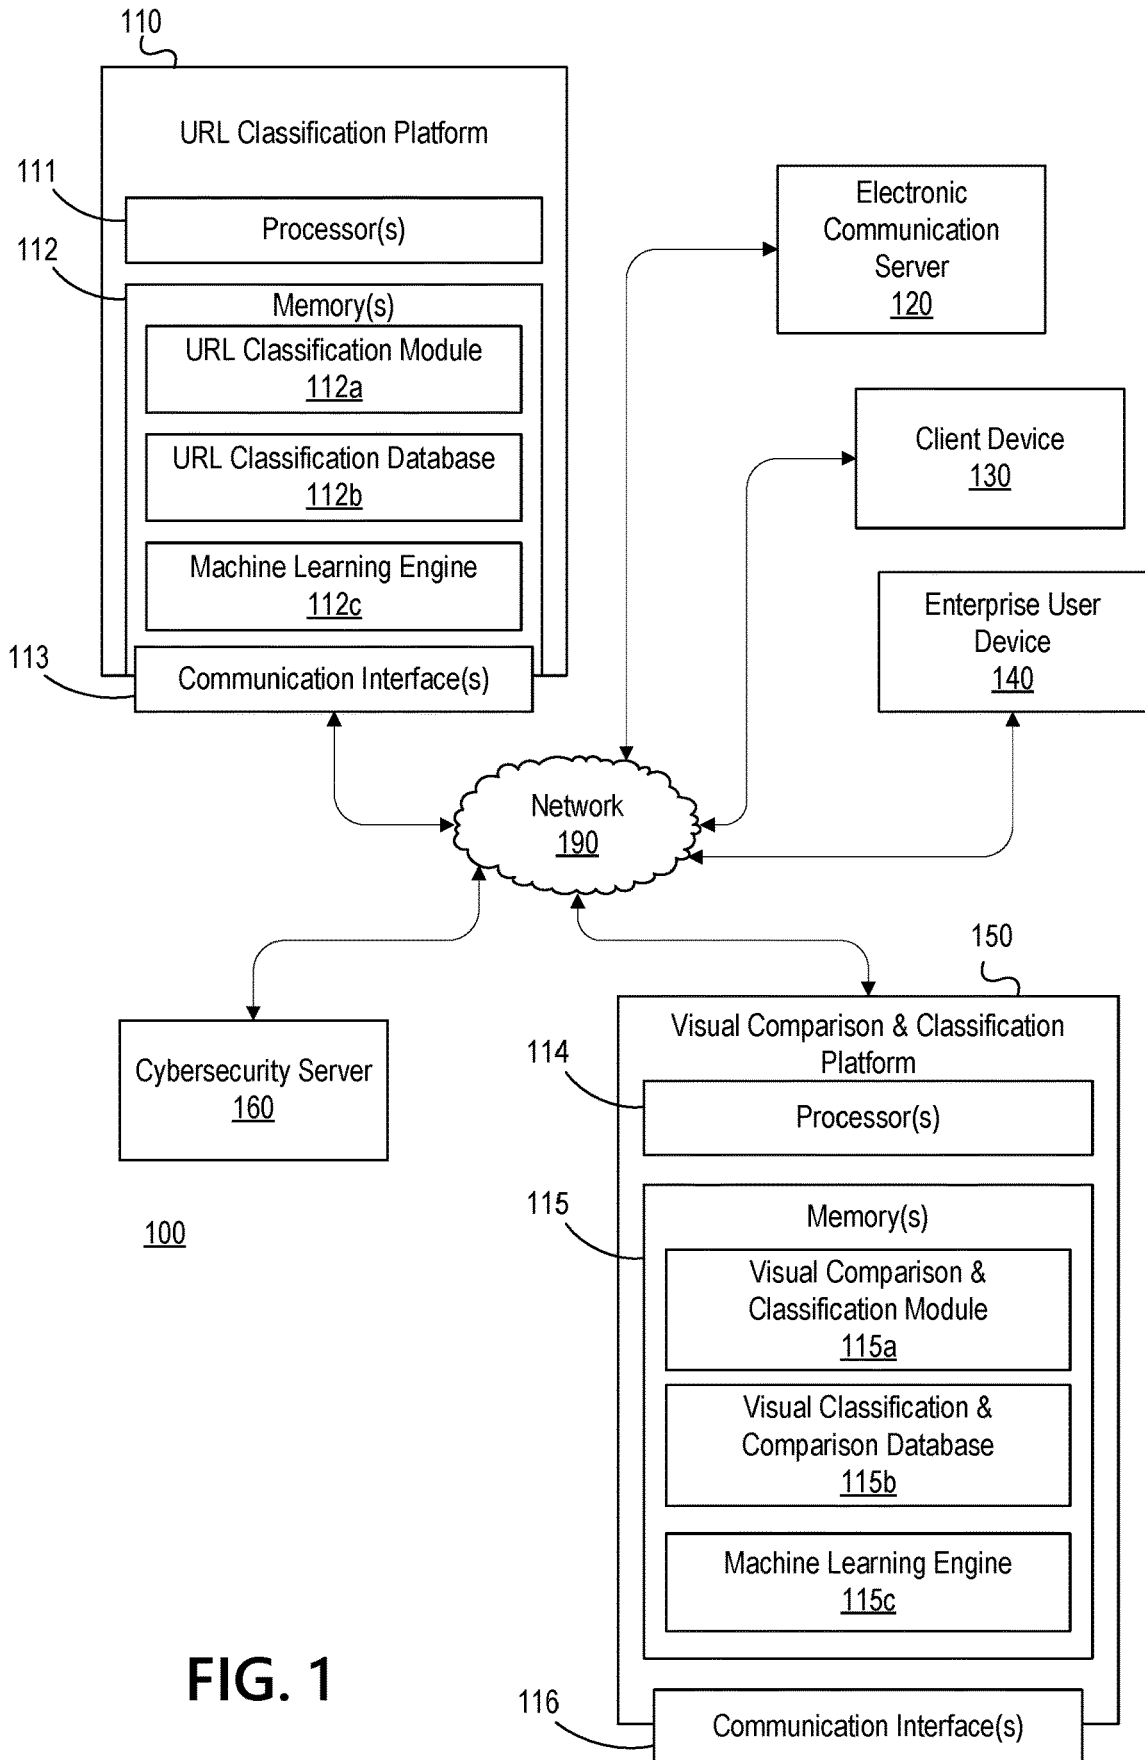 110
URL Classification Platform
111
Processor(s)
112
Memory(s)
URL Classification Module
112a
URL Classification Database
112b
Machine Learning Engine
112c
113
Communication Interface(s)
Electronic
Communication
Server
120
Client Device
130
Enterprise User
Device
140
Network
190
Cybersecurity Server
160
100
150
Visual Comparison & Classification
Platform
114
Processor(s)
115
Memory(s)
Visual Comparison &
Classification Module
115a
Visual Classification &
Comparison Database
115b
Machine Learning Engine
115c
116
Communication Interface(s)
FIG. 1